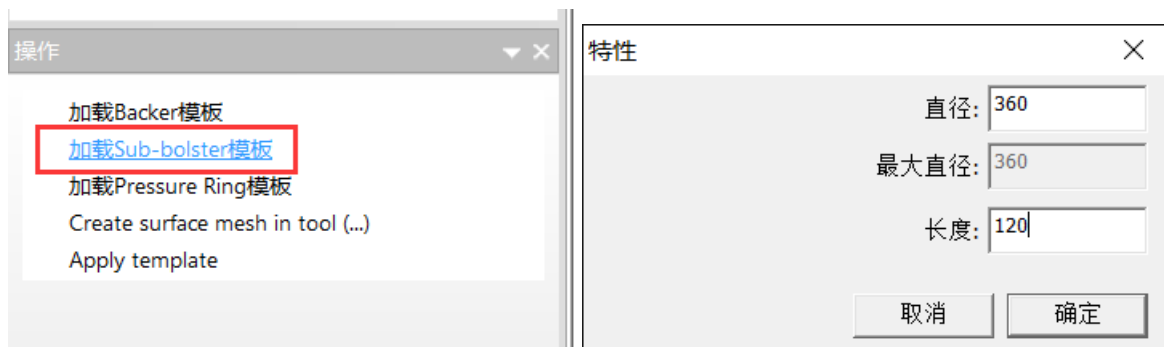 操作
加载Backer模板
加载Sub-bolster模板
加载Pressure Ring模板
Create surface mesh in tool (...)
Apply template
特性
直径: 360
最大直径: 360
长度: 120
取消
确定